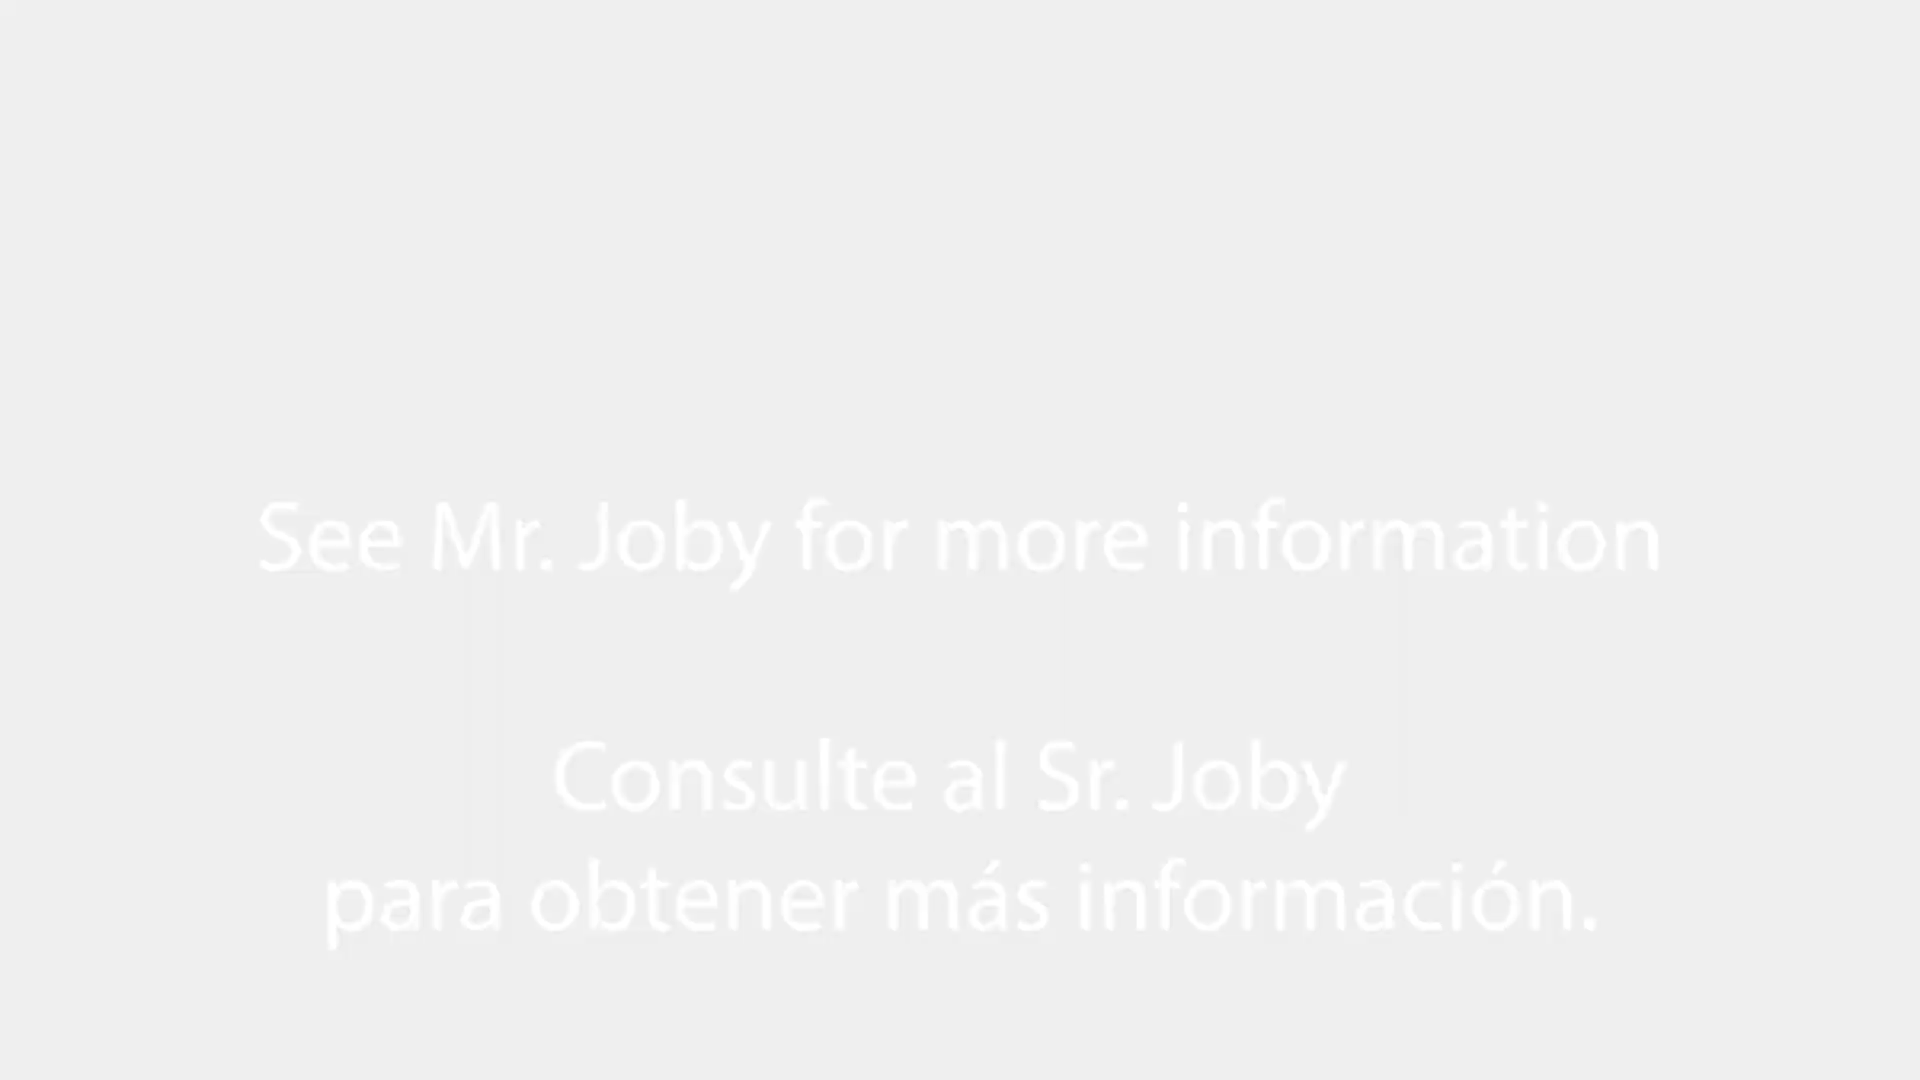 See Mr. Joby for more information
Consulte al Sr. Joby
para obtener más información.